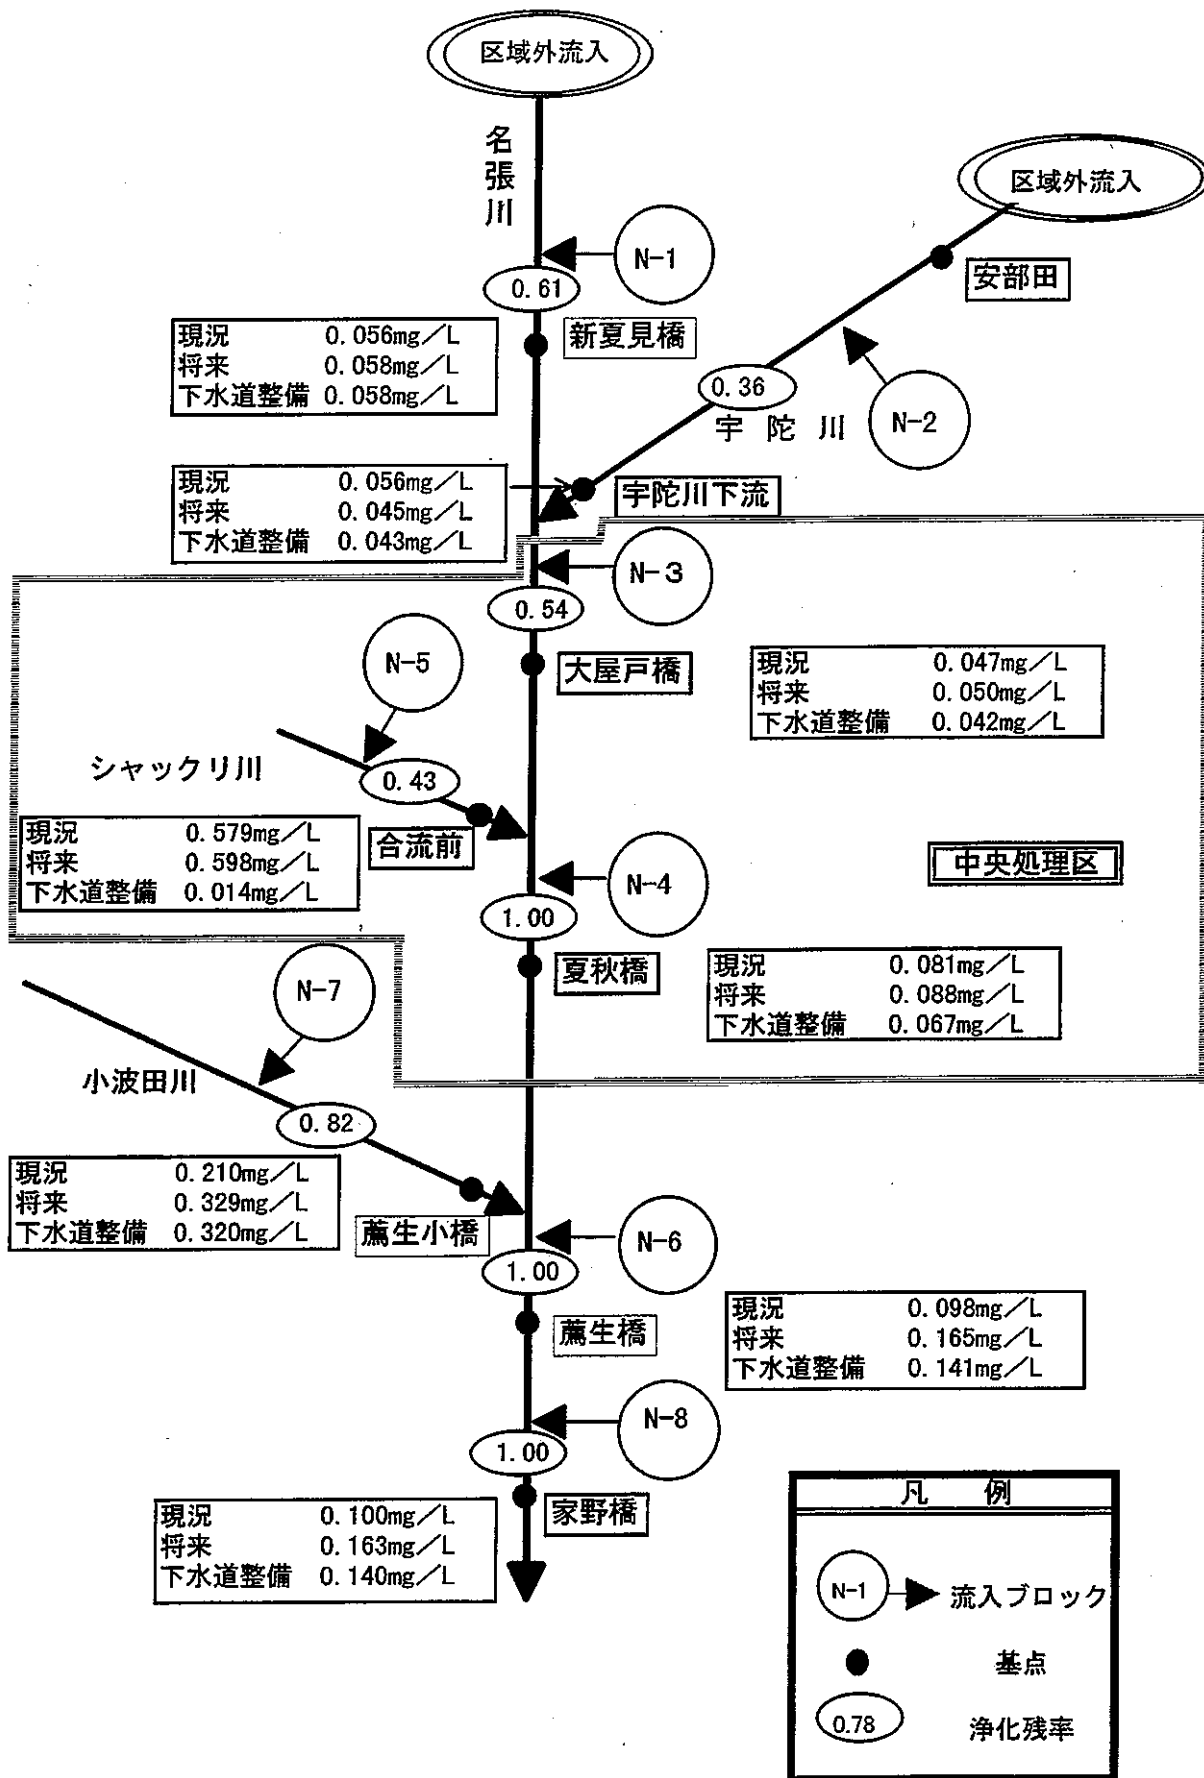 区域外流入
名張川
区域外流入
N-1
安部田
0.61
現況 0.056mg/L
将来 0.058mg/L
下水道整備 0.058mg/L
新夏見橋
0.36
宇陀川
N-2
現況 0.056mg/L
将来 0.045mg/L
下水道整備 0.043mg/L
宇陀川下流
N-3
0.54
N-5
大屋戸橋
現況 0.047mg/L
将来 0.050mg/L
下水道整備 0.042mg/L
シャックリ川
0.43
現況 0.579mg/L
将来 0.598mg/L
下水道整備 0.014mg/L
合流前
中央処理区
N-4
1.00
夏秋橋
現況 0.081mg/L
将来 0.088mg/L
下水道整備 0.067mg/L
N-7
小波田川
0.82
現況 0.210mg/L
将来 0.329mg/L
下水道整備 0.320mg/L
薦生小橋
N-6
1.00
薦生橋
現況 0.098mg/L
将来 0.165mg/L
下水道整備 0.141mg/L
N-8
1.00
家野橋
現況 0.100mg/L
将来 0.163mg/L
下水道整備 0.140mg/L
凡 例
N-1 流入ブロック
基点
0.78 浄化残率